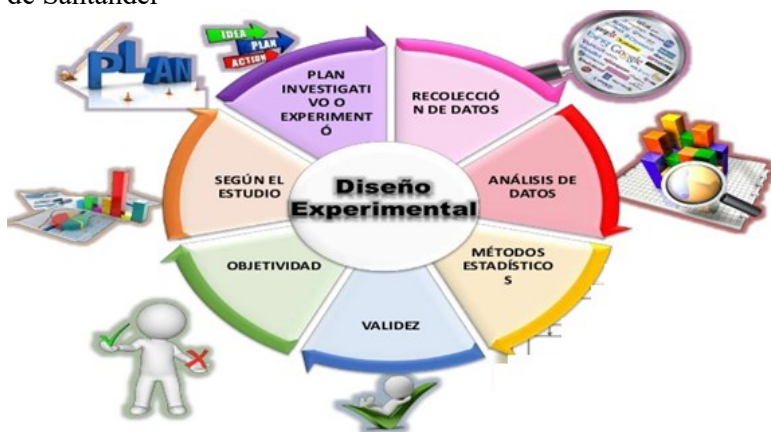 de Santander
IDEA
PLAN
ACTION
PLAN
PLAN
INVESTIGATI
VO O
EXPERIMENT
Ó
RECOLECCIÓ
N DE DATOS
Google
SEGÚN EL
ESTUDIO
Diseño
Experimental
ANÁLISIS DE
DATOS
OBJETIVIDAD
MÉTODOS
ESTADÍSTICO
S
VALIDEZ